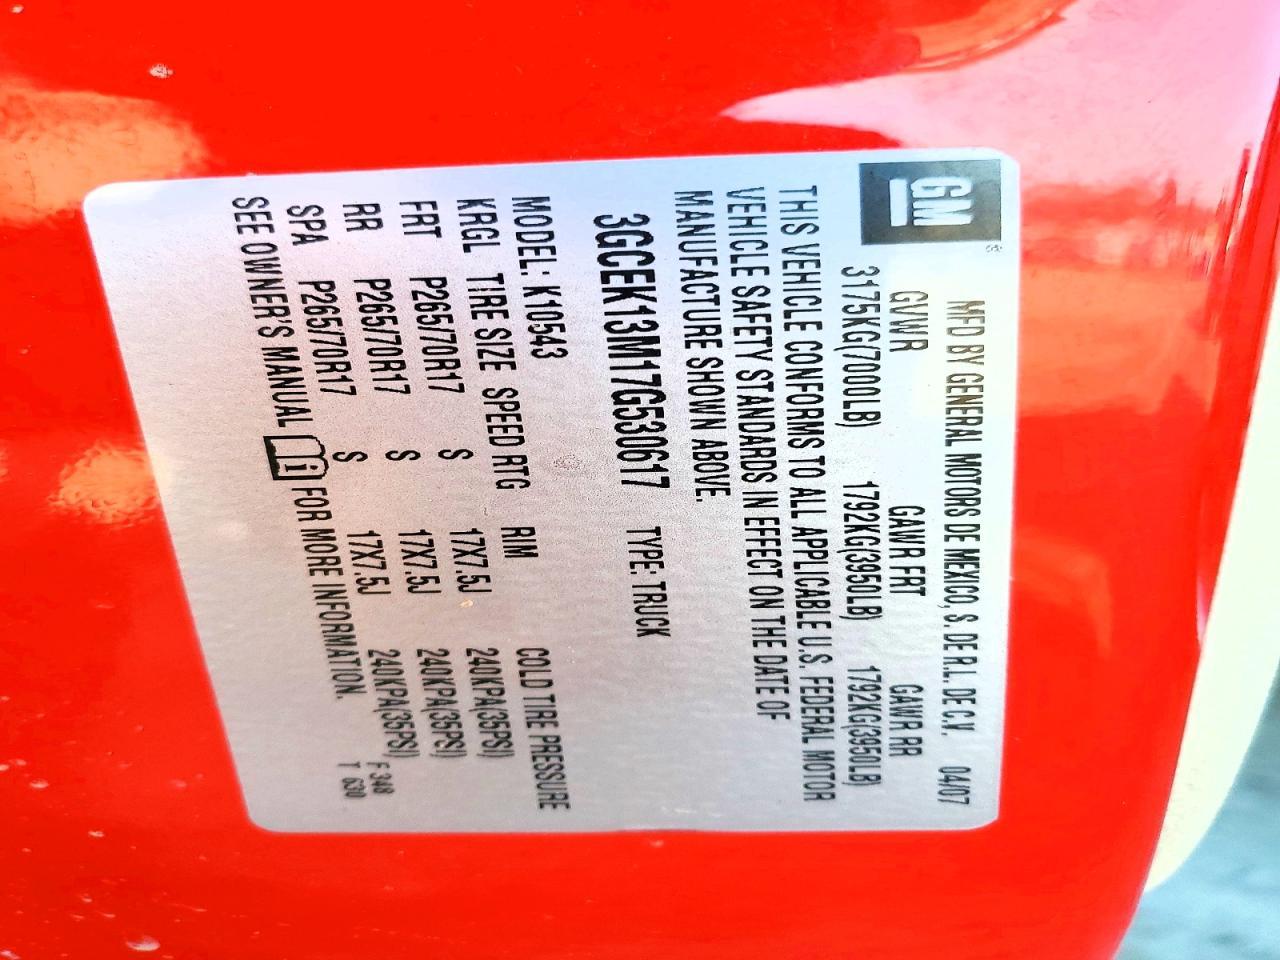 GM
MFD BY GENERAL MOTORS DE MEXICO, S. DE R.L. DE C.V. 04/07
GVWR GAWR FRT GAWR RR
3175KG(7000LB) 1792KG(3950LB) 1792KG(3950LB)
THIS VEHICLE CONFORMS TO ALL APPLICABLE U.S. FEDERAL MOTOR
VEHICLE SAFETY STANDARDS IN EFFECT ON THE DATE OF
MANUFACTURE SHOWN ABOVE.
3GCEK13M17G530617 TYPE: TRUCK
MODEL: K10543
KRGL TIRE SIZE SPEED RTG RIM COLD TIRE PRESSURE
FRT P265/70R17 S 17X7.5J 240KPA(35PSI)
RR P265/70R17 S 17X7.5J 240KPA(35PSI)
SPA P265/70R17 S 17X7.5J 240KPA(35PSI) F 348
SEE OWNER'S MANUAL i FOR MORE INFORMATION. T 630